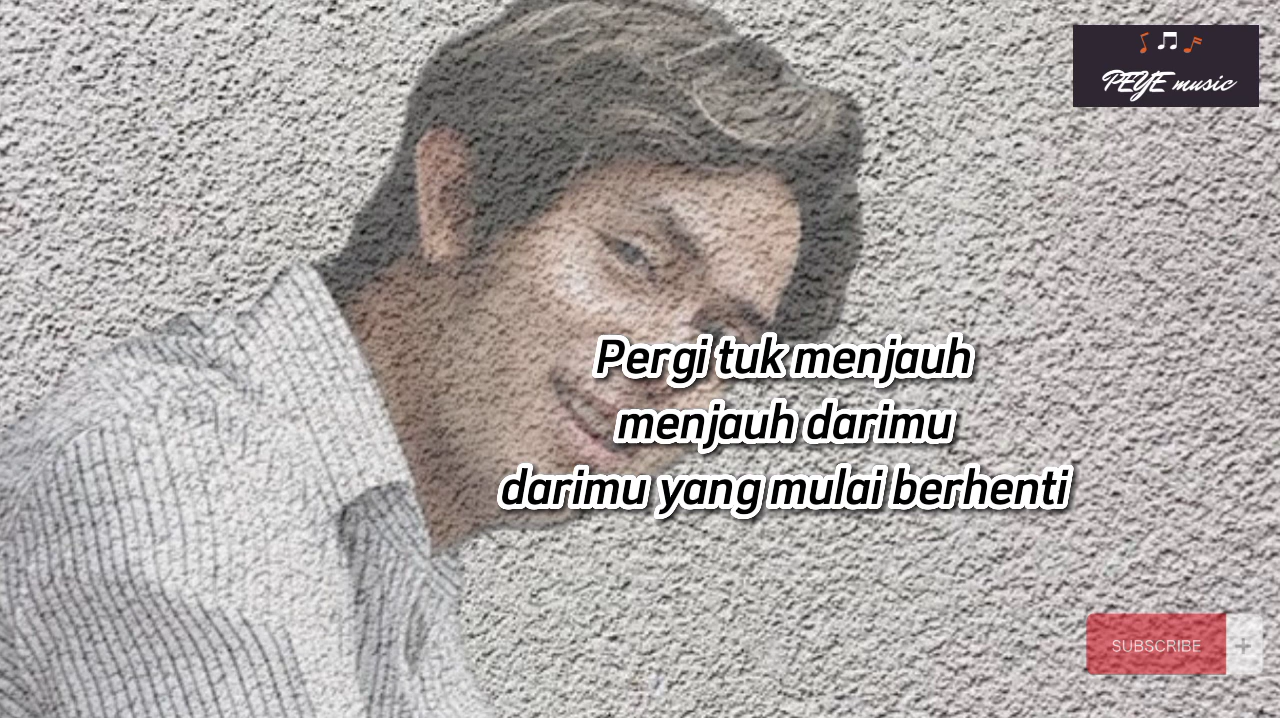 PEYE music
Pergi tuk menjauh
menjauh darimu
darimu yang mulai berhenti
SUBSCRIBE